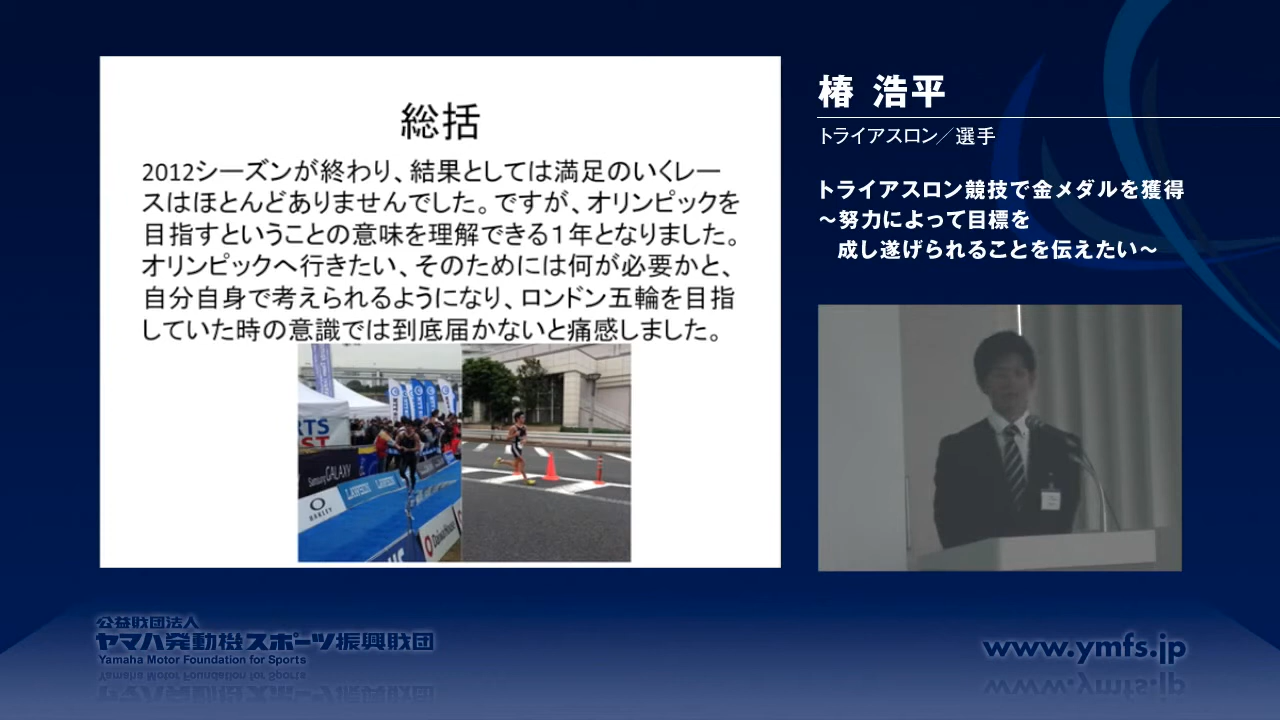 総括
2012シーズンが終わり、結果としては満足のいくレー
スはほとんどありませんでした。ですが、オリンピックを
目指すということの意味を理解できる1年となりました。
オリンピックへ行きたい、そのためには何が必要かと、
自分自身で考えられるようになり、ロンドン五輪を目指
していた時の意識では到底届かないと痛感しました。
椿 浩平
トライアスロン／選手
トライアスロン競技で金メダルを獲得
～努力によって目標を
成し遂げられることを伝えたい～
Samsung GALAXY
OAKLEY
LAWSON
公益財団法人
ヤマハ発動機スポーツ振興財団
Yamaha Motor Foundation for Sports
www.ymfs.jp